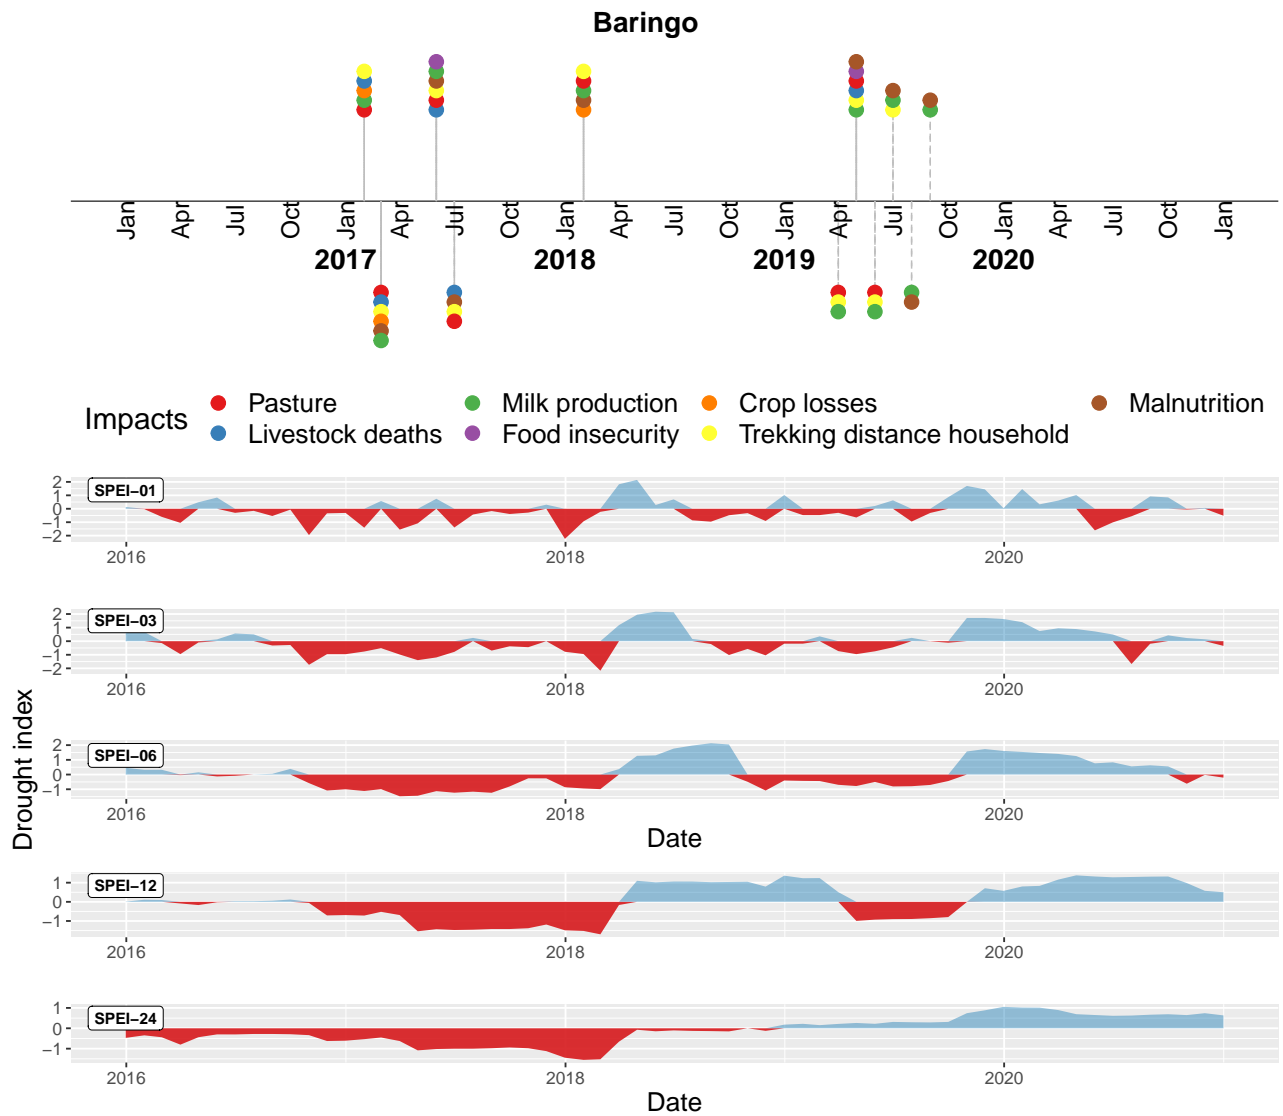 Baringo
Jan Apr Jul Oct Jan Apr Jul Oct Jan Apr Jul Oct Jan Apr Jul Oct Jan Apr Jul Oct Jan
2017 2018 2019 2020
Impacts
Pasture Milk production Crop losses Malnutrition
Livestock deaths Food insecurity Trekking distance household
Drought index
SPEI−01
2
1
0
−1
−2
2016 2018 2020
SPEI−03
2
1
0
−1
−2
2016 2018 2020
SPEI−06
2
1
0
−1
2016 2018 2020
Date
SPEI−12
1
0
−1
2016 2018 2020
SPEI−24
1
0
−1
2016 2018 2020
Date